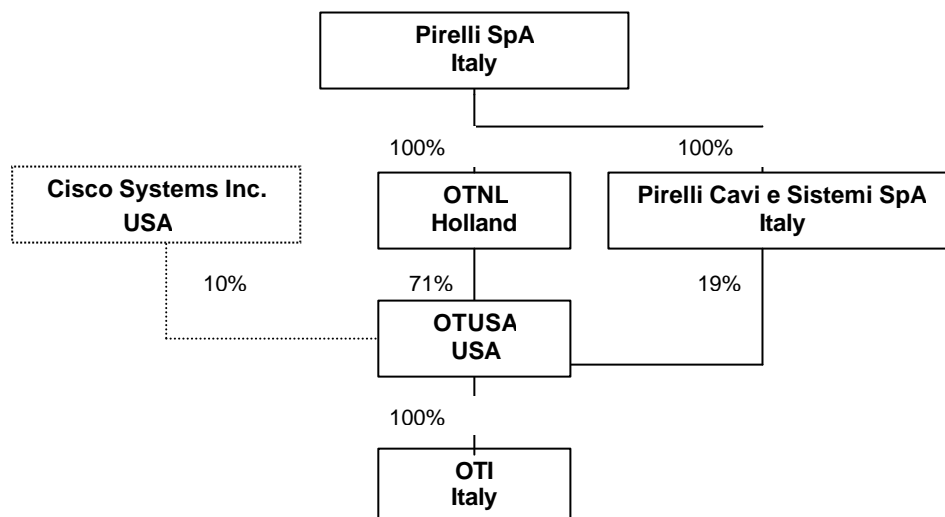 Pirelli SpA
Italy
100%
100%
Cisco Systems Inc.
USA
OTNL
Holland
Pirelli Cavi e Sistemi SpA
Italy
10%
71%
19%
OTUSA
USA
100%
OTI
Italy